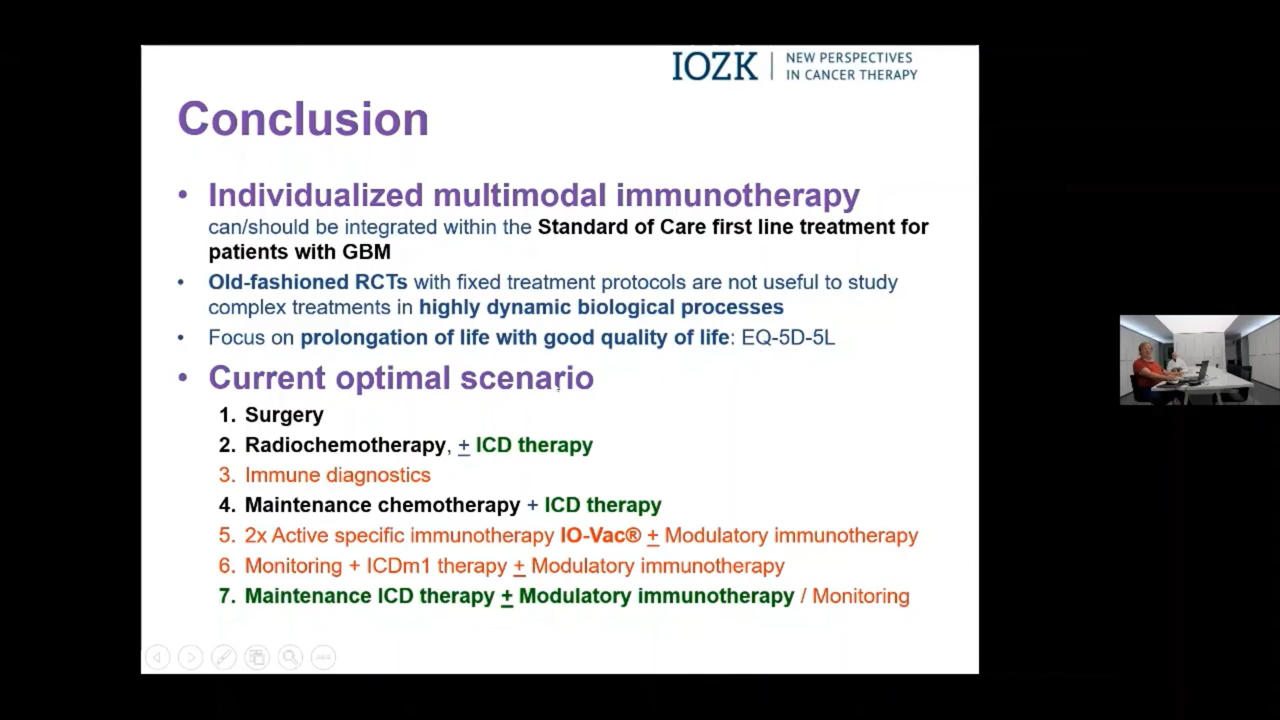 IOZK | NEW PERSPECTIVES
IN CANCER THERAPY
Conclusion
• Individualized multimodal immunotherapy
can/should be integrated within the Standard of Care first line treatment for
patients with GBM
• Old-fashioned RCTs with fixed treatment protocols are not useful to study
complex treatments in highly dynamic biological processes
• Focus on prolongation of life with good quality of life: EQ-5D-5L
• Current optimal scenario
1. Surgery
2. Radiochemotherapy, ± ICD therapy
3. Immune diagnostics
4. Maintenance chemotherapy + ICD therapy
5. 2x Active specific immunotherapy IO-Vac® ± Modulatory immunotherapy
6. Monitoring + ICDm1 therapy ± Modulatory immunotherapy
7. Maintenance ICD therapy ± Modulatory immunotherapy / Monitoring